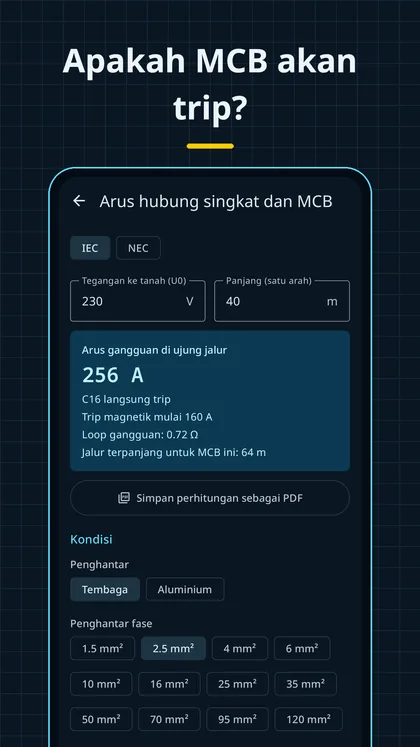 Apakah MCB akan
trip?
Arus hubung singkat dan MCB
IEC
NEC
Tegangan ke tanah (U0)
Panjang (satu arah)
230 V
40 m
Arus gangguan di ujung jalur
256 A
C16 langsung trip
Trip magnetik mulai 160 A
Loop gangguan: 0.72 Ω
Jalur terpanjang untuk MCB ini: 64 m
Simpan perhitungan sebagai PDF
Kondisi
Penghantar
Tembaga
Aluminium
Penghantar fase
1.5 mm²
2.5 mm²
4 mm²
6 mm²
10 mm²
16 mm²
25 mm²
35 mm²
50 mm²
70 mm²
95 mm²
120 mm²